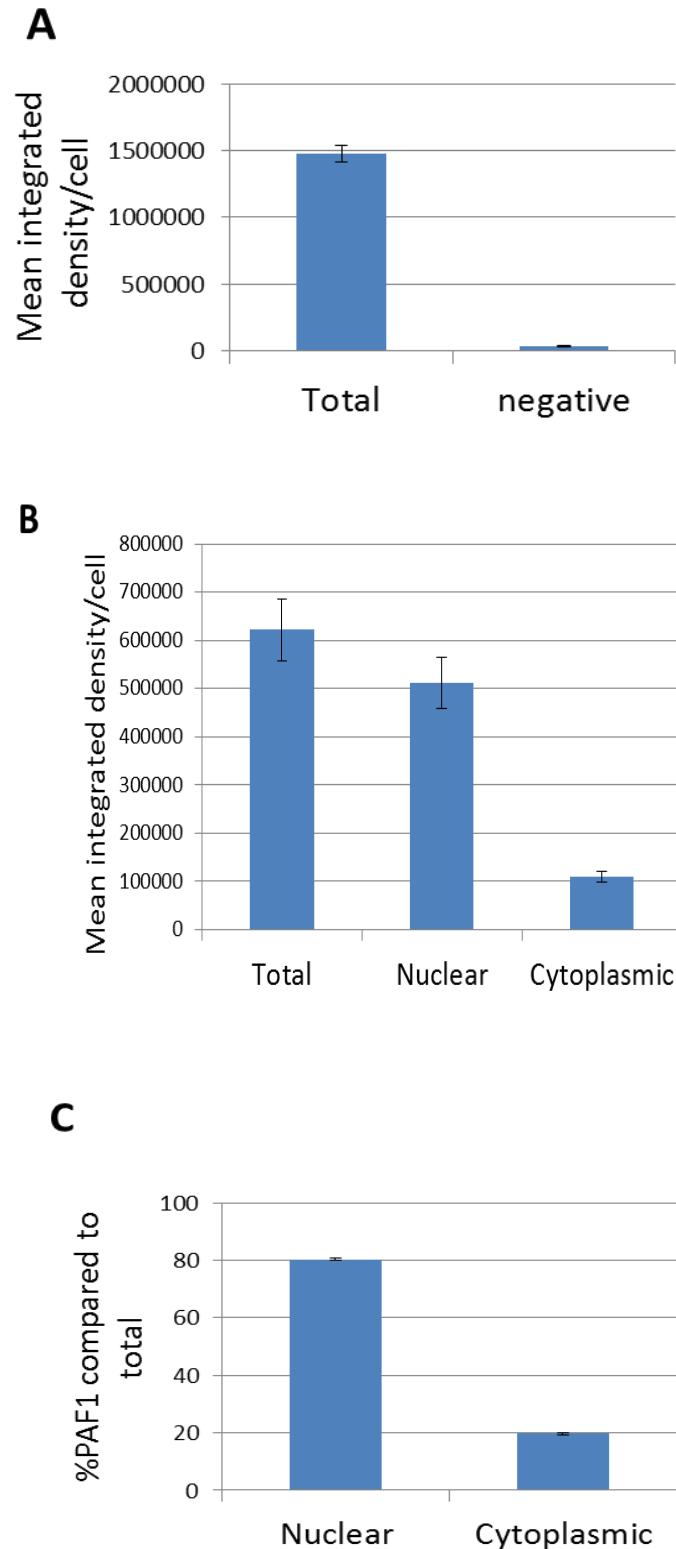 A
Mean integrated
density/cell
2000000
1500000
1000000
500000
0
Total negative
B
Mean integrated density/cell
800000
700000
600000
500000
400000
300000
200000
100000
0
Total Nuclear Cytoplasmic
C
%PAF1 compared to
total
100
80
60
40
20
0
Nuclear Cytoplasmic